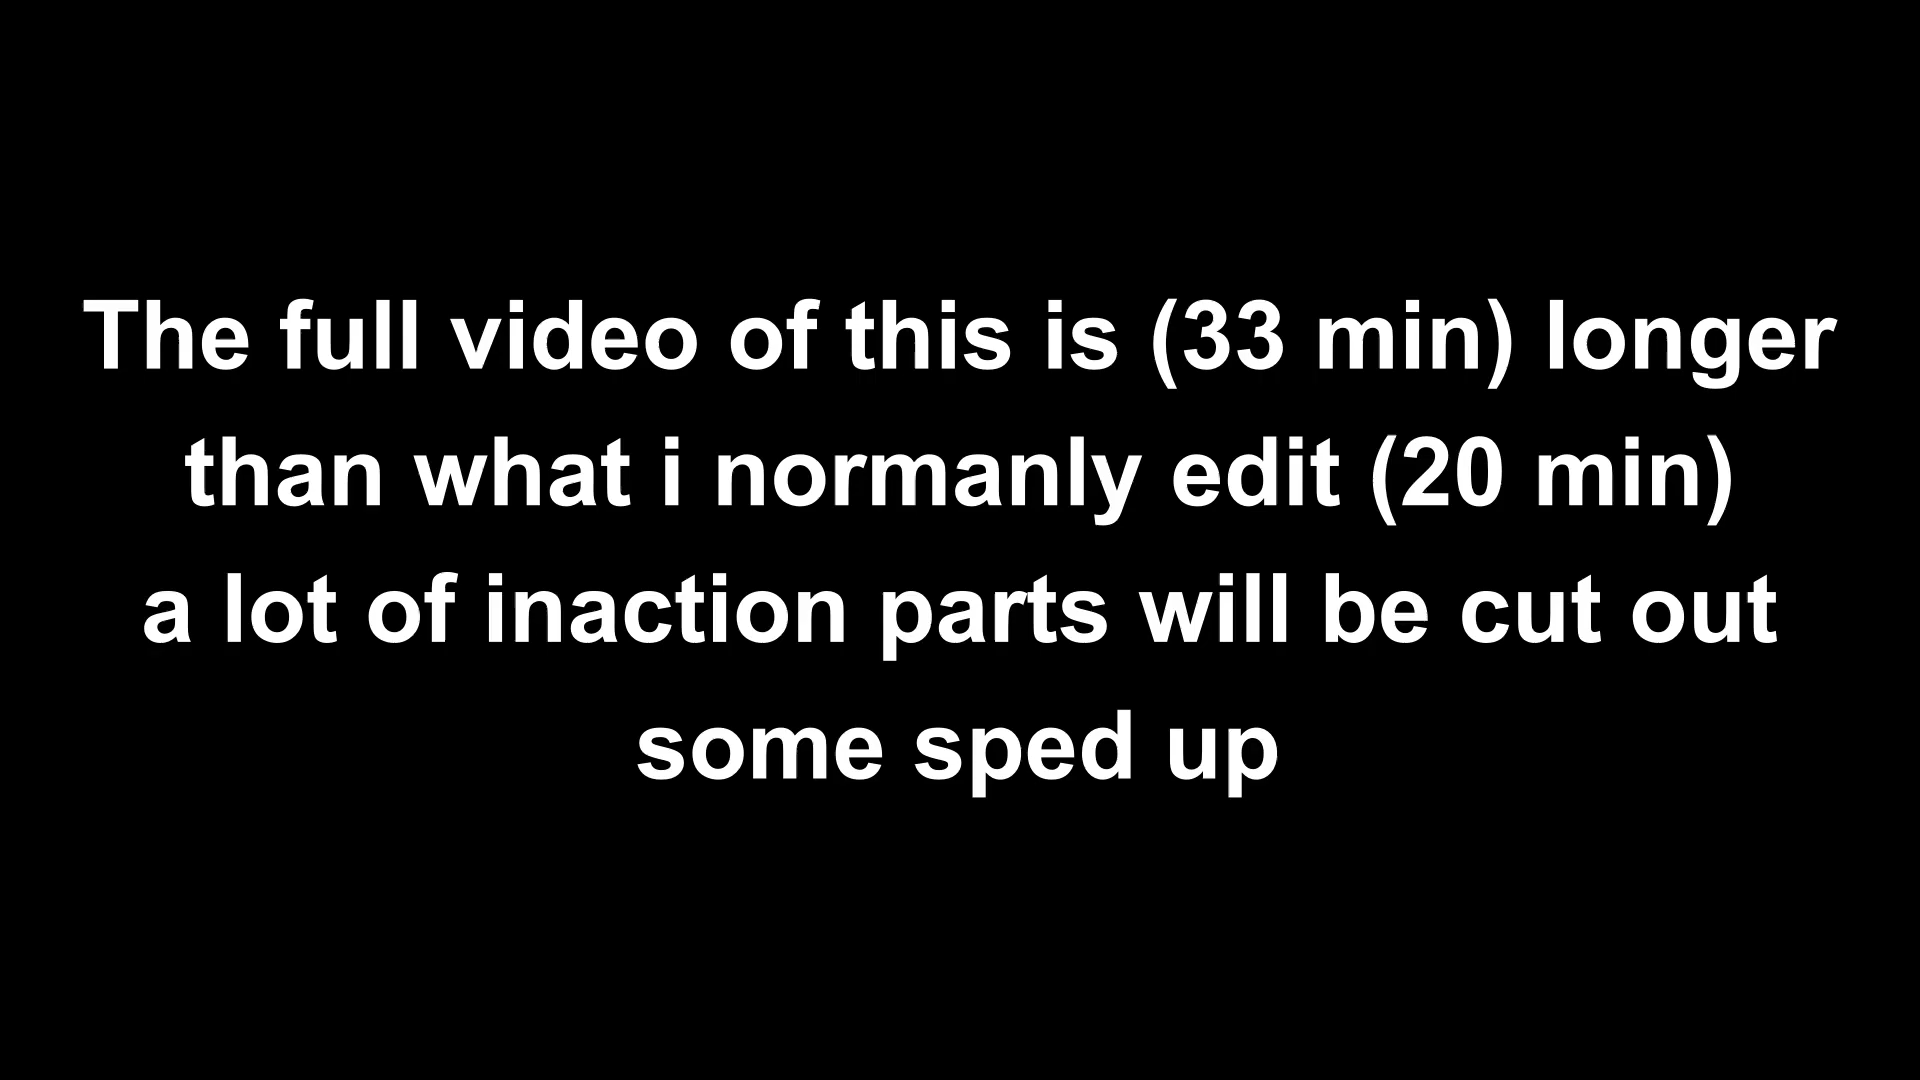 The full video of this is (33 min) longer
than what i normanly edit (20 min)
a lot of inaction parts will be cut out
some sped up